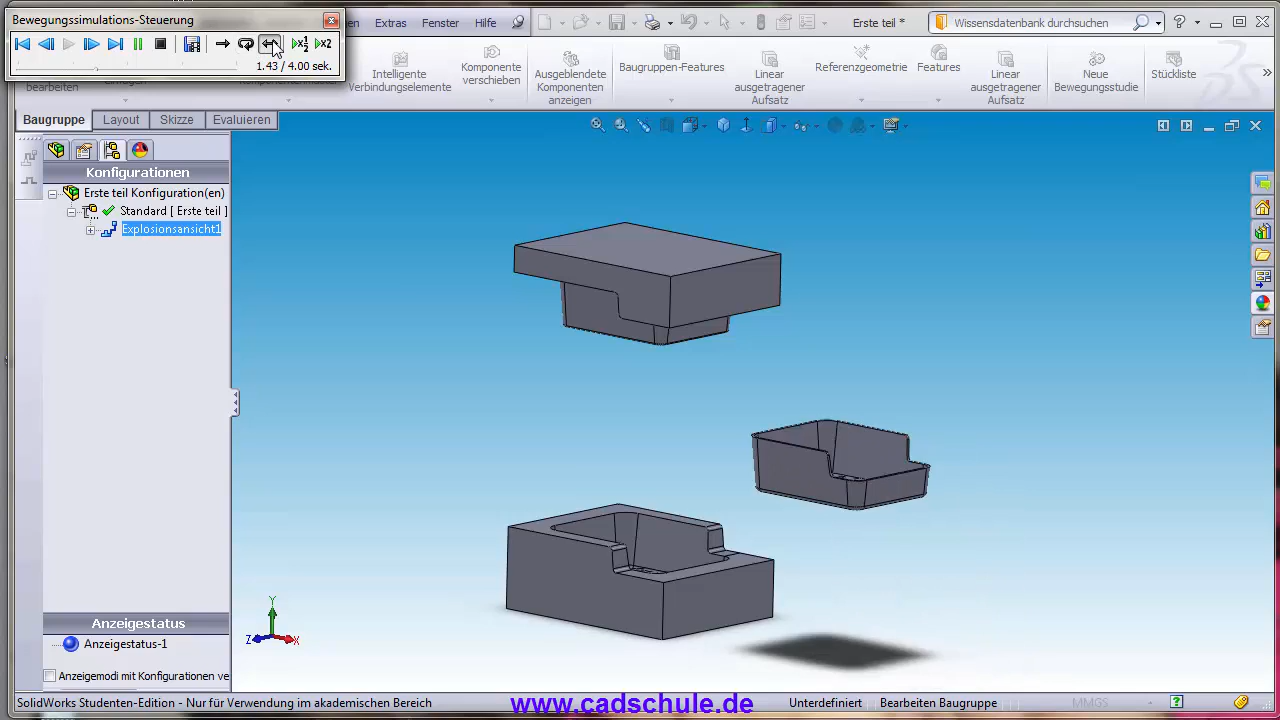 Bewegungssimulations-Steuerung
1.43 / 4.00 sek.
Extras Fenster Hilfe
Erste teil *
Wissensdatenbank durchsuchen
Intelligente Verbindungselemente
Komponente verschieben
Ausgeblendete Komponenten anzeigen
Baugruppen-Features
Linear ausgetragener Aufsatz
Referenzgeometrie
Features
Linear ausgetragener Aufsatz
Neue Bewegungsstudie
Stücklist
bearbeiten
Baugruppe Layout Skizze Evaluieren
Konfigurationen
Erste teil Konfiguration(en)
Standard [ Erste teil ]
Explosionsansicht1
Y
Z X
Anzeigestatus
Anzeigestatus-1
Anzeigemodi mit Konfigurationen ve
SolidWorks Studenten-Edition - Nur für Verwendung im akademischen Bereich
www.cadschule.de
Unterdefiniert
Bearbeiten Baugruppe
MMGS